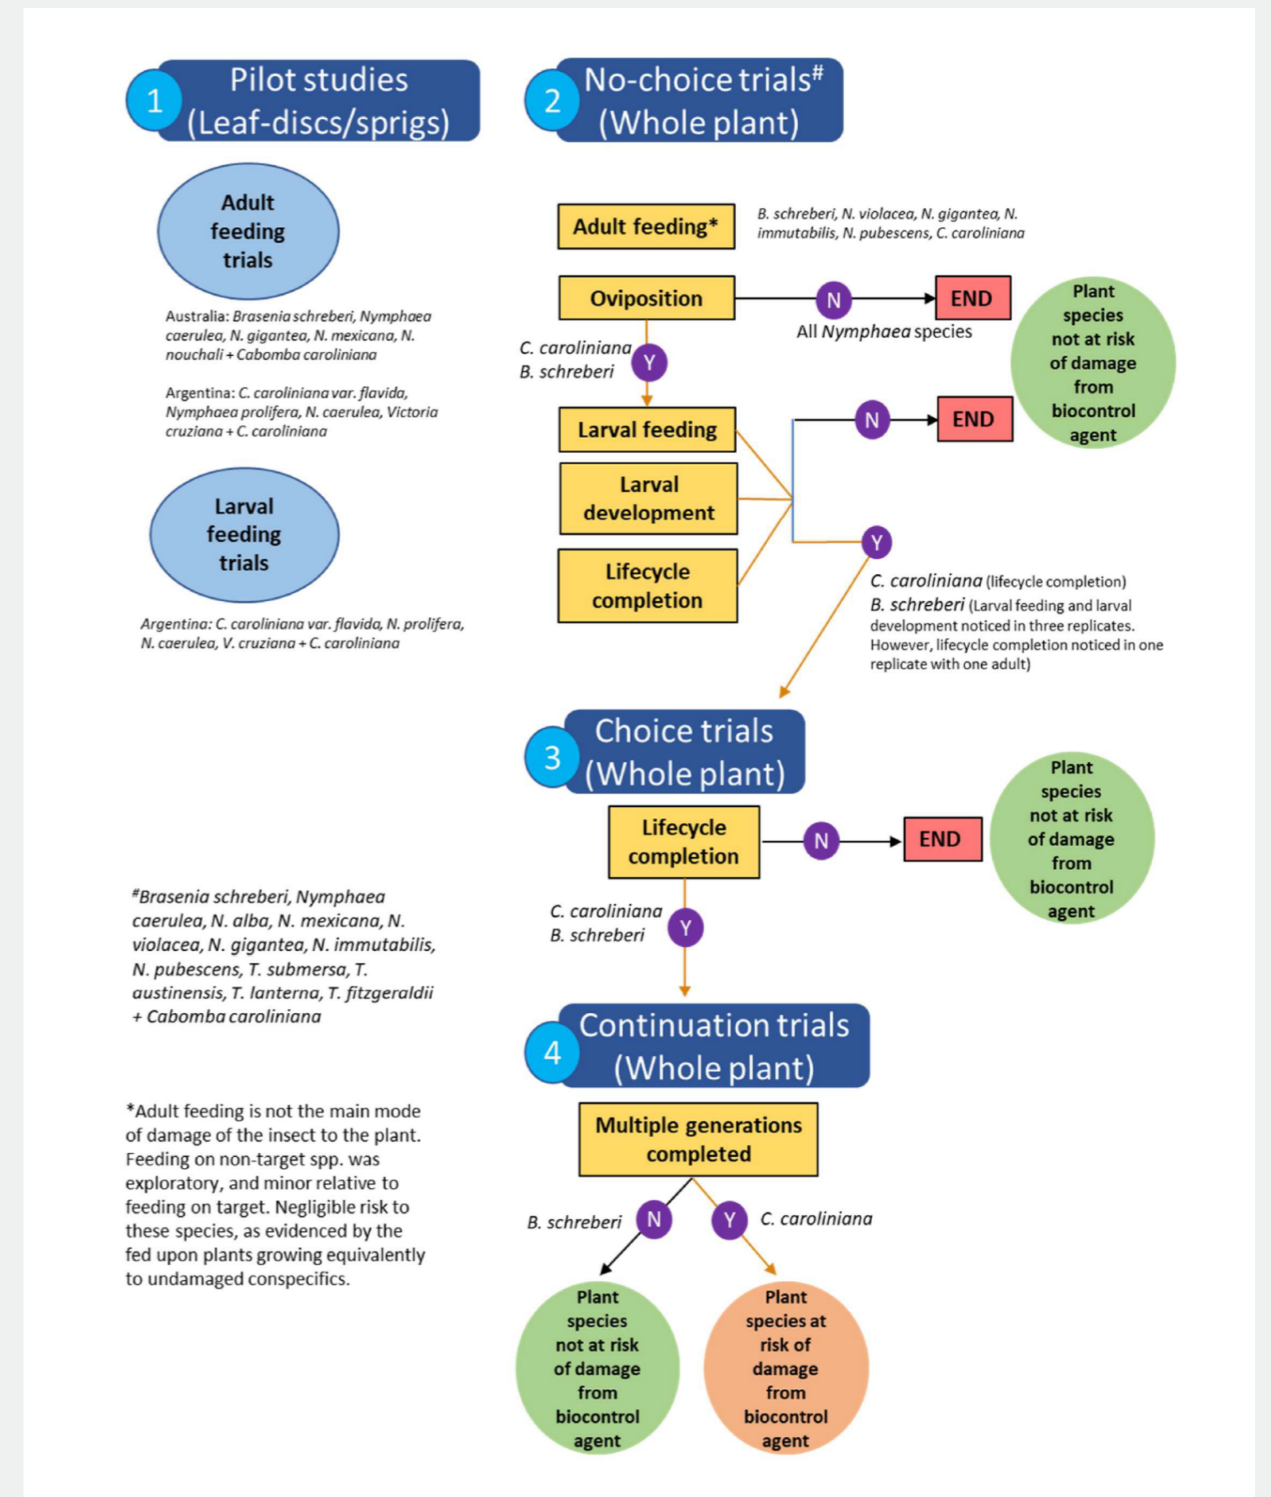 1
Pilot studies
(Leaf-discs/sprigs)
Adult
feeding
trials
Australia: Brasenia schreberi, Nymphaea
caerulea, N. gigantea, N. mexicana, N.
nouchali + Cabomba caroliniana
Argentina: C. caroliniana var. flavida,
Nymphaea prolifera, N. caerulea, Victoria
cruziana + C. caroliniana
Larval
feeding
trials
Argentina: C. caroliniana var. flavida, N. prolifera,
N. caerulea, V. cruziana + C. caroliniana
#Brasenia schreberi, Nymphaea
caerulea, N. alba, N. mexicana, N.
violacea, N. gigantea, N. immutabilis,
N. pubescens, T. submersa, T.
austinensis, T. lanterna, T. fitzgeraldii
+ Cabomba caroliniana
*Adult feeding is not the main mode
of damage of the insect to the plant.
Feeding on non-target spp. was
exploratory, and minor relative to
feeding on target. Negligible risk to
these species, as evidenced by the
fed upon plants growing equivalently
to undamaged conspecifics.
2
No-choice trials#
(Whole plant)
Adult feeding*
B. schreberi, N. violacea, N. gigantea, N.
immutabilis, N. pubescens, C. caroliniana
Oviposition
N
END
All Nymphaea species
Plant
species
not at risk
of damage
from
biocontrol
agent
C. caroliniana
B. schreberi
Y
Larval feeding
N
END
Larval
development
Lifecycle
completion
Y
C. caroliniana (lifecycle completion)
B. schreberi (Larval feeding and larval
development noticed in three replicates.
However, lifecycle completion noticed in one
replicate with one adult)
3
Choice trials
(Whole plant)
Lifecycle
completion
N
END
Plant
species
not at risk
of damage
from
biocontrol
agent
C. caroliniana
B. schreberi
Y
4
Continuation trials
(Whole plant)
Multiple generations
completed
B. schreberi
N
Y
C. caroliniana
Plant
species
not at risk
of damage
from
biocontrol
agent
Plant
species at
risk of
damage
from
biocontrol
agent